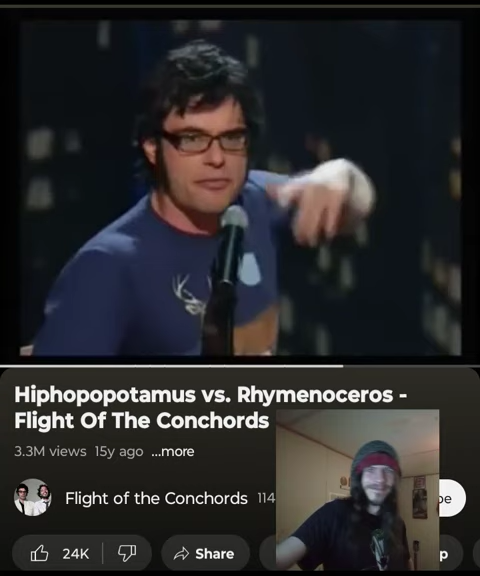 Hiphopopotamus vs. Rhymenoceros -
Flight Of The Conchords
3.3M views 15y ago ...more
Flight of the Conchords 114
24K Share